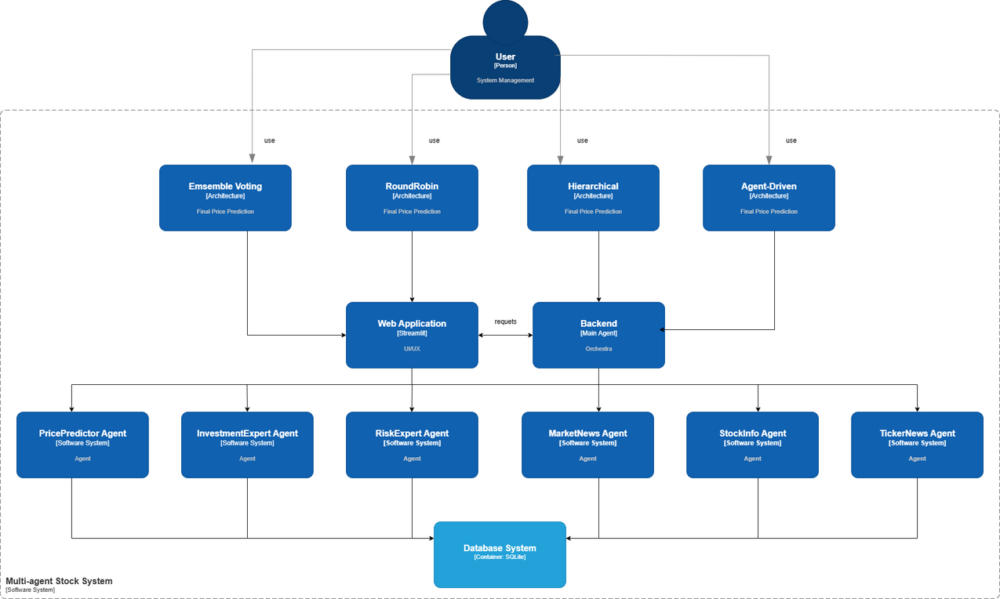 User
[Person]
System Management
use
use
use
use
Emsemble Voting
[Architecture]
Final Price Prediction
RoundRobin
[Architecture]
Final Price Prediction
Hierarchical
[Architecture]
Final Price Prediction
Agent-Driven
[Architecture]
Final Price Prediction
Web Application
[Streamlit]
UI/UX
requets
Backend
[Main Agent]
Orchestra
PricePredictor Agent
[Software System]
Agent
InvestmentExpert Agent
[Software System]
Agent
RiskExpert Agent
[Software System]
Agent
MarketNews Agent
[Software System]
Agent
StockInfo Agent
[Software System]
Agent
TickerNews Agent
[Software System]
Agent
Database System
[Container: SQLite]
Multi-agent Stock System
[Software System]